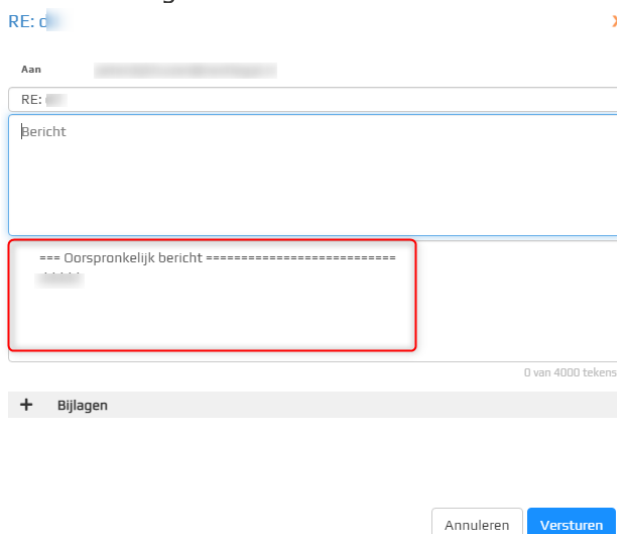 RE:
Aan
RE:
Bericht
=== Oorspronkelijk bericht ===========================
0 van 4000 tekens
+ Bijlagen
Annuleren Versturen